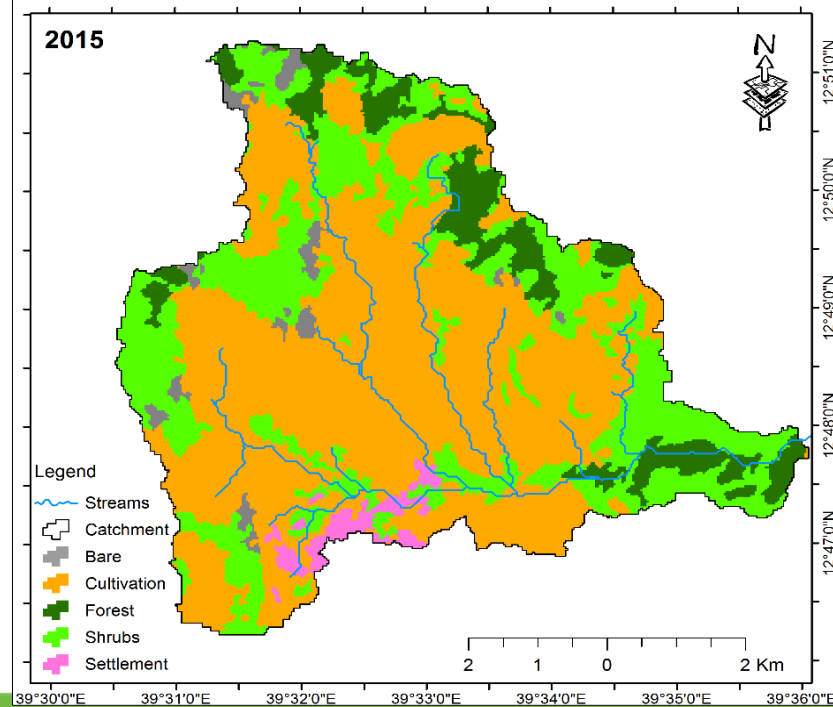 2015
N
12°51'0"N
12°50'0"N
12°49'0"N
12°48'0"N
12°47'0"N
Legend
Streams
Catchment
Bare
Cultivation
Forest
Shrubs
Settlement
2 1 0 2 Km
39°30'0"E 39°31'0"E 39°32'0"E 39°33'0"E 39°34'0"E 39°35'0"E 39°36'0"E